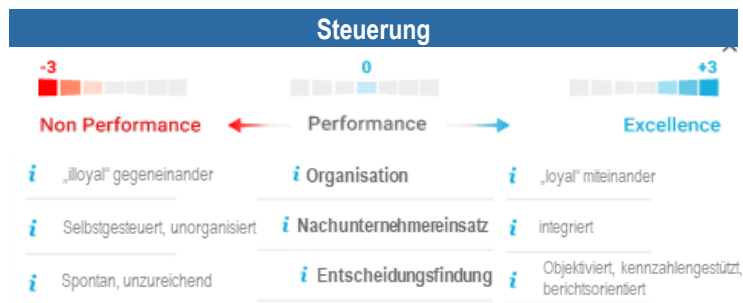 Steuerung
-3 0 +3
Non Performance Performance Excellence
i „illoyal“ gegeneinander i Organisation i „loyal“ miteinander
i Selbstgesteuert, unorganisiert i Nachunternehmereinsatz i integriert
i Spontan, unzureichend i Entscheidungsfindung i Objektiviert, kennzahlengestützt,
berichtsorientiert